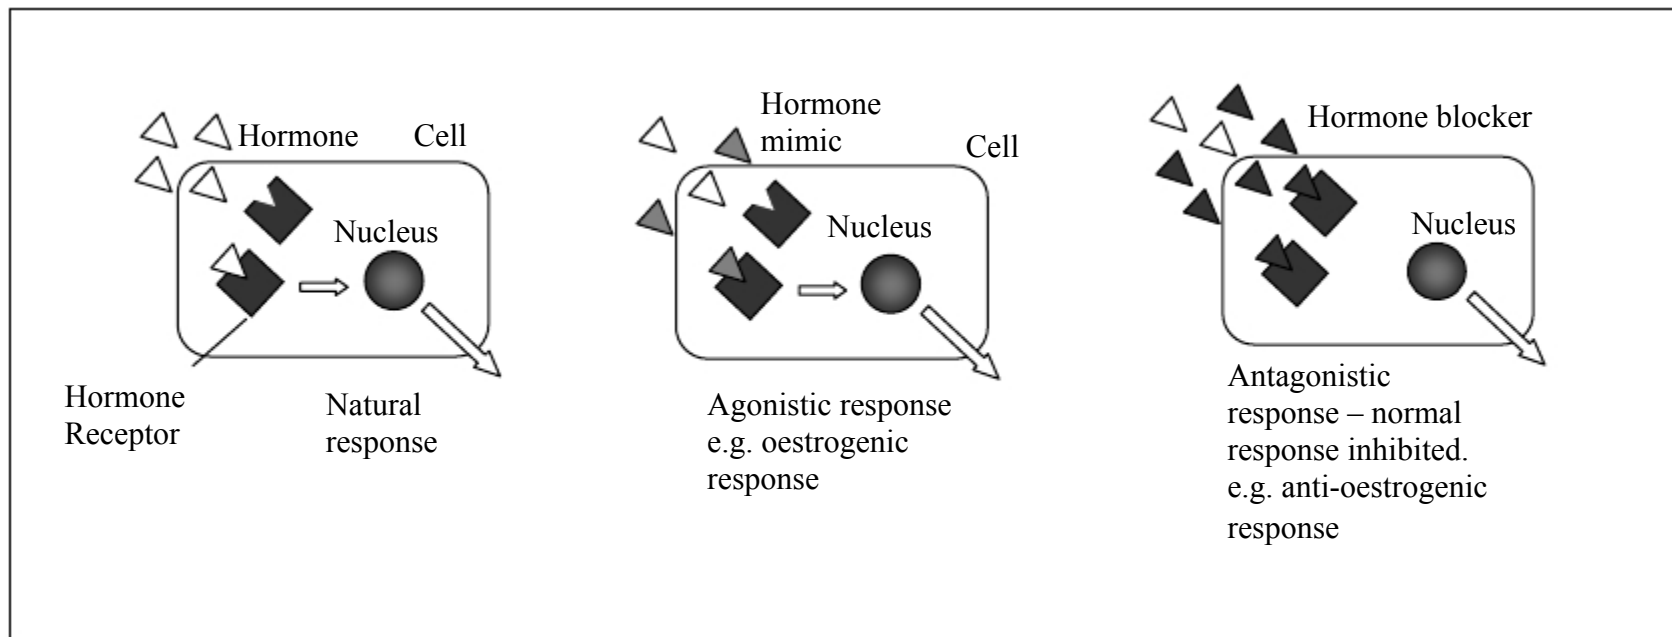 Hormone
Cell
Nucleus
Hormone
Receptor
Natural
response
Hormone
mimic
Cell
Nucleus
Agonistic response
e.g. oestrogenic
response
Hormone blocker
Nucleus
Antagonistic
response – normal
response inhibited.
e.g. anti-oestrogenic
response